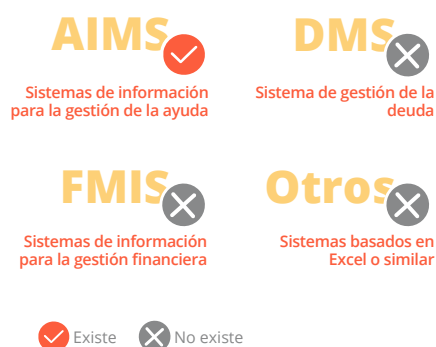 AIMS
Sistemas de información
para la gestión de la ayuda
DMS
Sistema de gestión de la
deuda
FMIS
Sistemas de información
para la gestión financiera
Otros
Sistemas basados en
Excel o similar
Existe
No existe